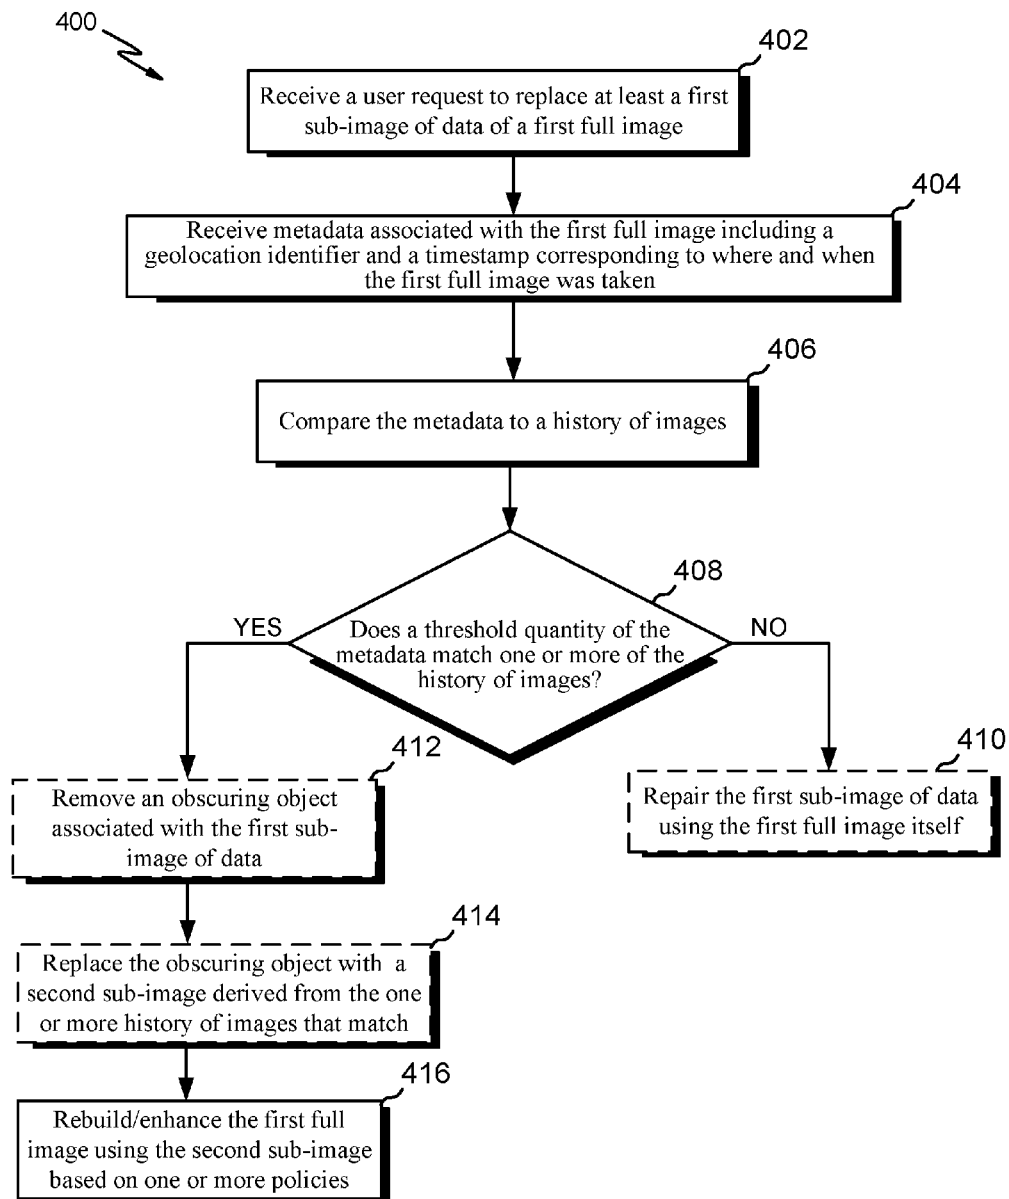 400
402
Receive a user request to replace at least a first
sub-image of data of a first full image
404
Receive metadata associated with the first full image including a
geolocation identifier and a timestamp corresponding to where and when
the first full image was taken
406
Compare the metadata to a history of images
408
YES
NO
Does a threshold quantity of the
metadata match one or more of the
history of images?
412
Remove an obscuring object
associated with the first sub-
image of data
410
Repair the first sub-image of data
using the first full image itself
414
Replace the obscuring object with a
second sub-image derived from the one
or more history of images that match
416
Rebuild/enhance the first full
image using the second sub-image
based on one or more policies